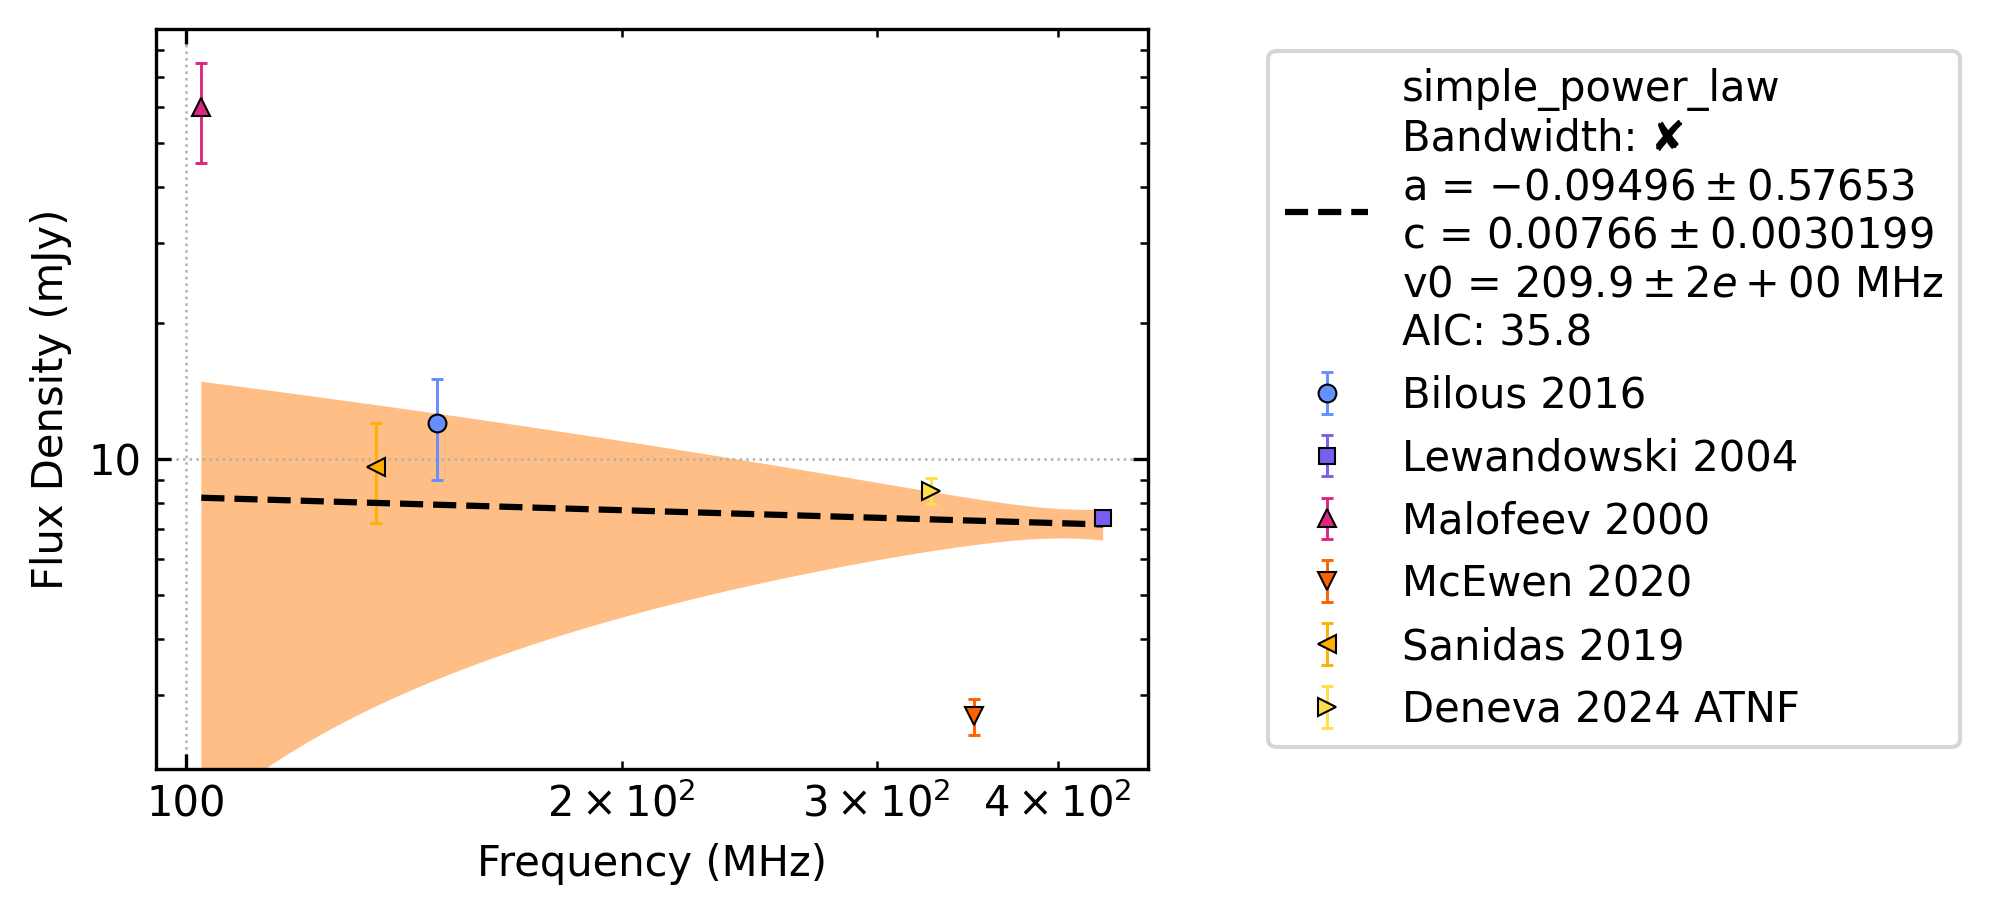 simple_power_law
Bandwidth: ✘
a = −0.09496 ± 0.57653
c = 0.00766 ± 0.0030199
v0 = 209.9 ± 2e + 00 MHz
AIC: 35.8
Bilous 2016
Lewandowski 2004
Malofeev 2000
McEwen 2020
Sanidas 2019
Deneva 2024 ATNF
Flux Density (mJy)
10
100
2 × 10²
3 × 10²
4 × 10²
Frequency (MHz)